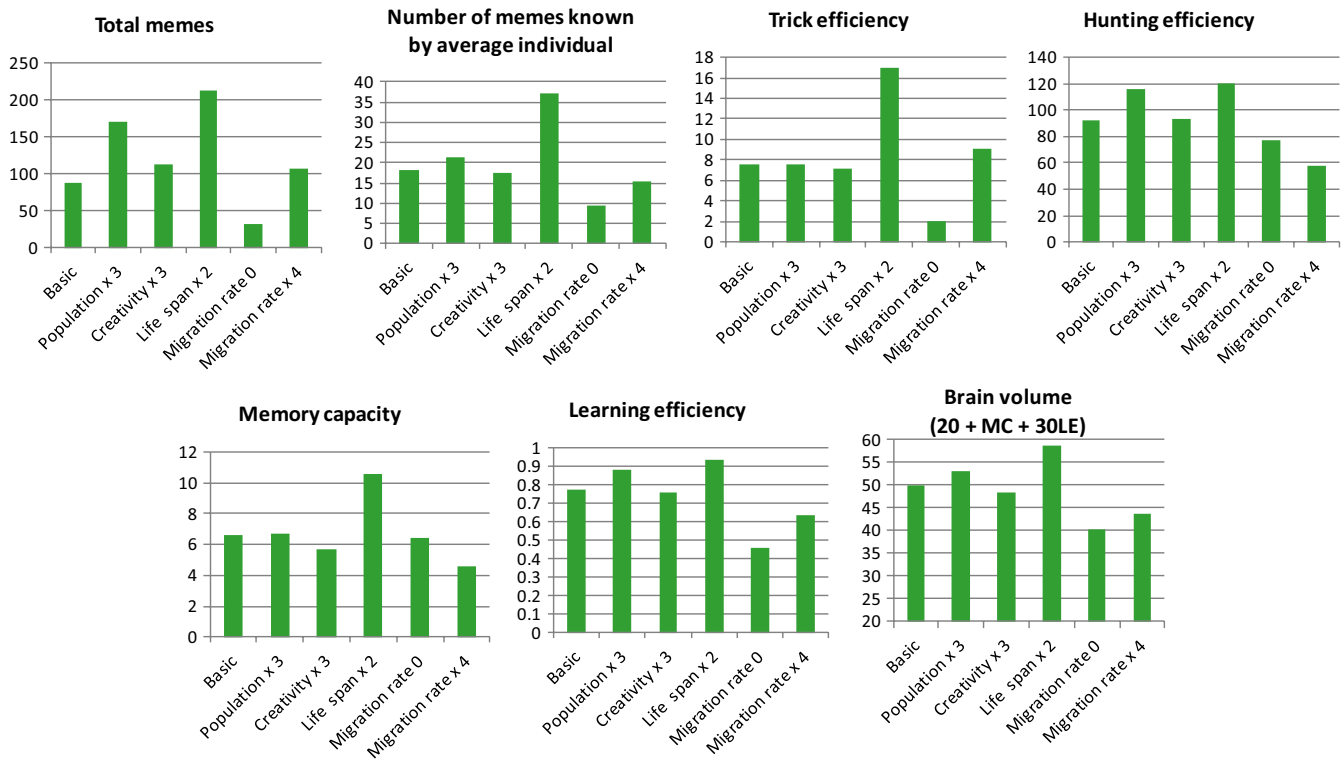 Total memes
250
200
150
100
50
0
Basic
Population x 3
Creativity x 3
Life span x 2
Migration rate 0
Migration rate x 4
Number of memes known
by average individual
40
35
30
25
20
15
10
5
0
Basic
Population x 3
Creativity x 3
Life span x 2
Migration rate 0
Migration rate x 4
Trick efficiency
18
16
14
12
10
8
6
4
2
0
Basic
Population x 3
Creativity x 3
Life span x 2
Migration rate 0
Migration rate x 4
Hunting efficiency
140
120
100
80
60
40
20
0
Basic
Population x 3
Creativity x 3
Life span x 2
Migration rate 0
Migration rate x 4
Memory capacity
12
10
8
6
4
2
0
Basic
Population x 3
Creativity x 3
Life span x 2
Migration rate 0
Migration rate x 4
Learning efficiency
1
0.9
0.8
0.7
0.6
0.5
0.4
0.3
0.2
0.1
0
Basic
Population x 3
Creativity x 3
Life span x 2
Migration rate 0
Migration rate x 4
Brain volume
(20 + MC + 30LE)
60
55
50
45
40
35
30
25
20
Basic
Population x 3
Creativity x 3
Life span x 2
Migration rate 0
Migration rate x 4